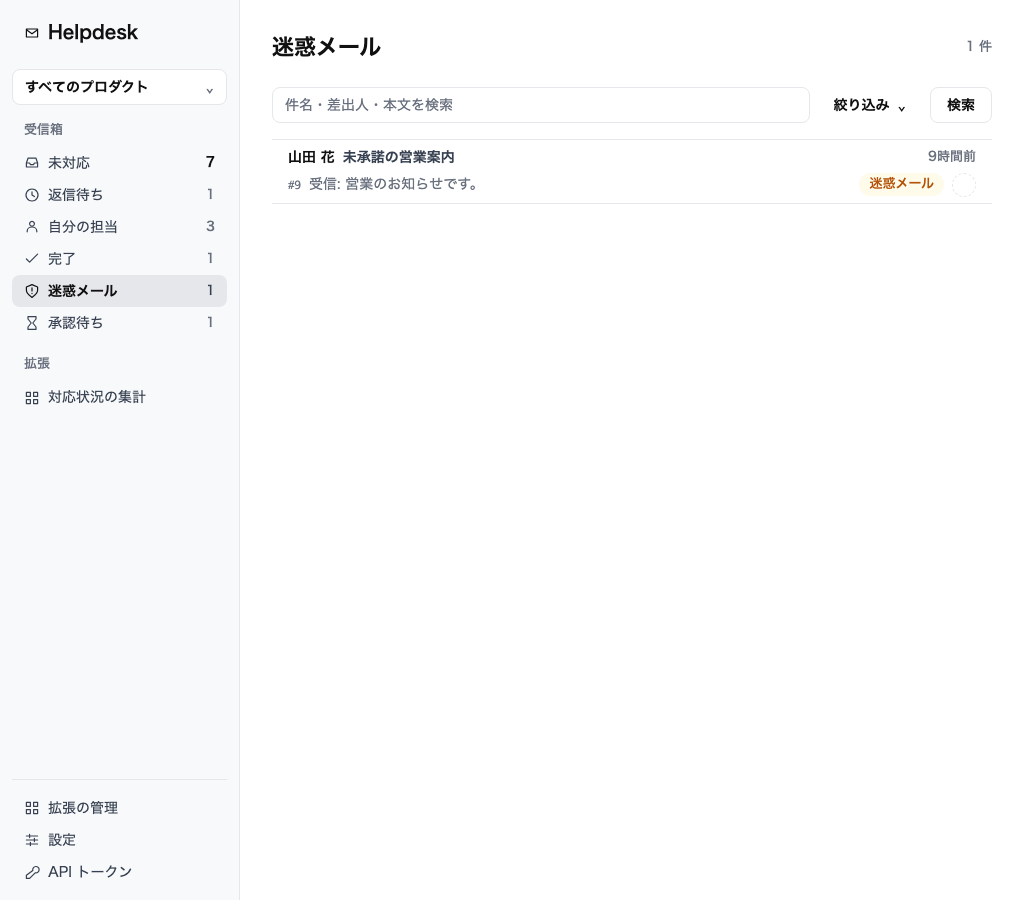 Helpdesk
すべてのプロダクト
受信箱
未対応 7
返信待ち 1
自分の担当 3
完了 1
迷惑メール 1
承認待ち 1
拡張
対応状況の集計
拡張の管理
設定
API トークン
迷惑メール 1 件
件名・差出人・本文を検索 絞り込み 検索
山田 花 未承諾の営業案内 9時間前
#9 受信: 営業のお知らせです。 迷惑メール